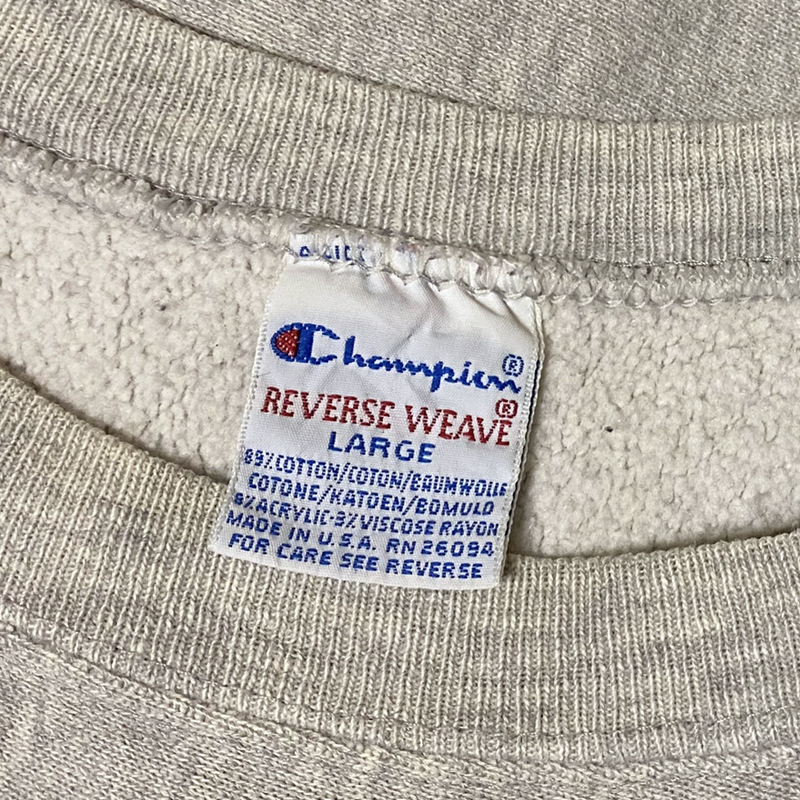 Champion®
REVERSE WEAVE®
LARGE
89% COTTON/COTON/BAUMWOLLE
COTONE/KATOEN/BOMULD
8% ACRYLIC-3% VISCOSE RAYON
MADE IN U.S.A. RN 26094
FOR CARE SEE REVERSE